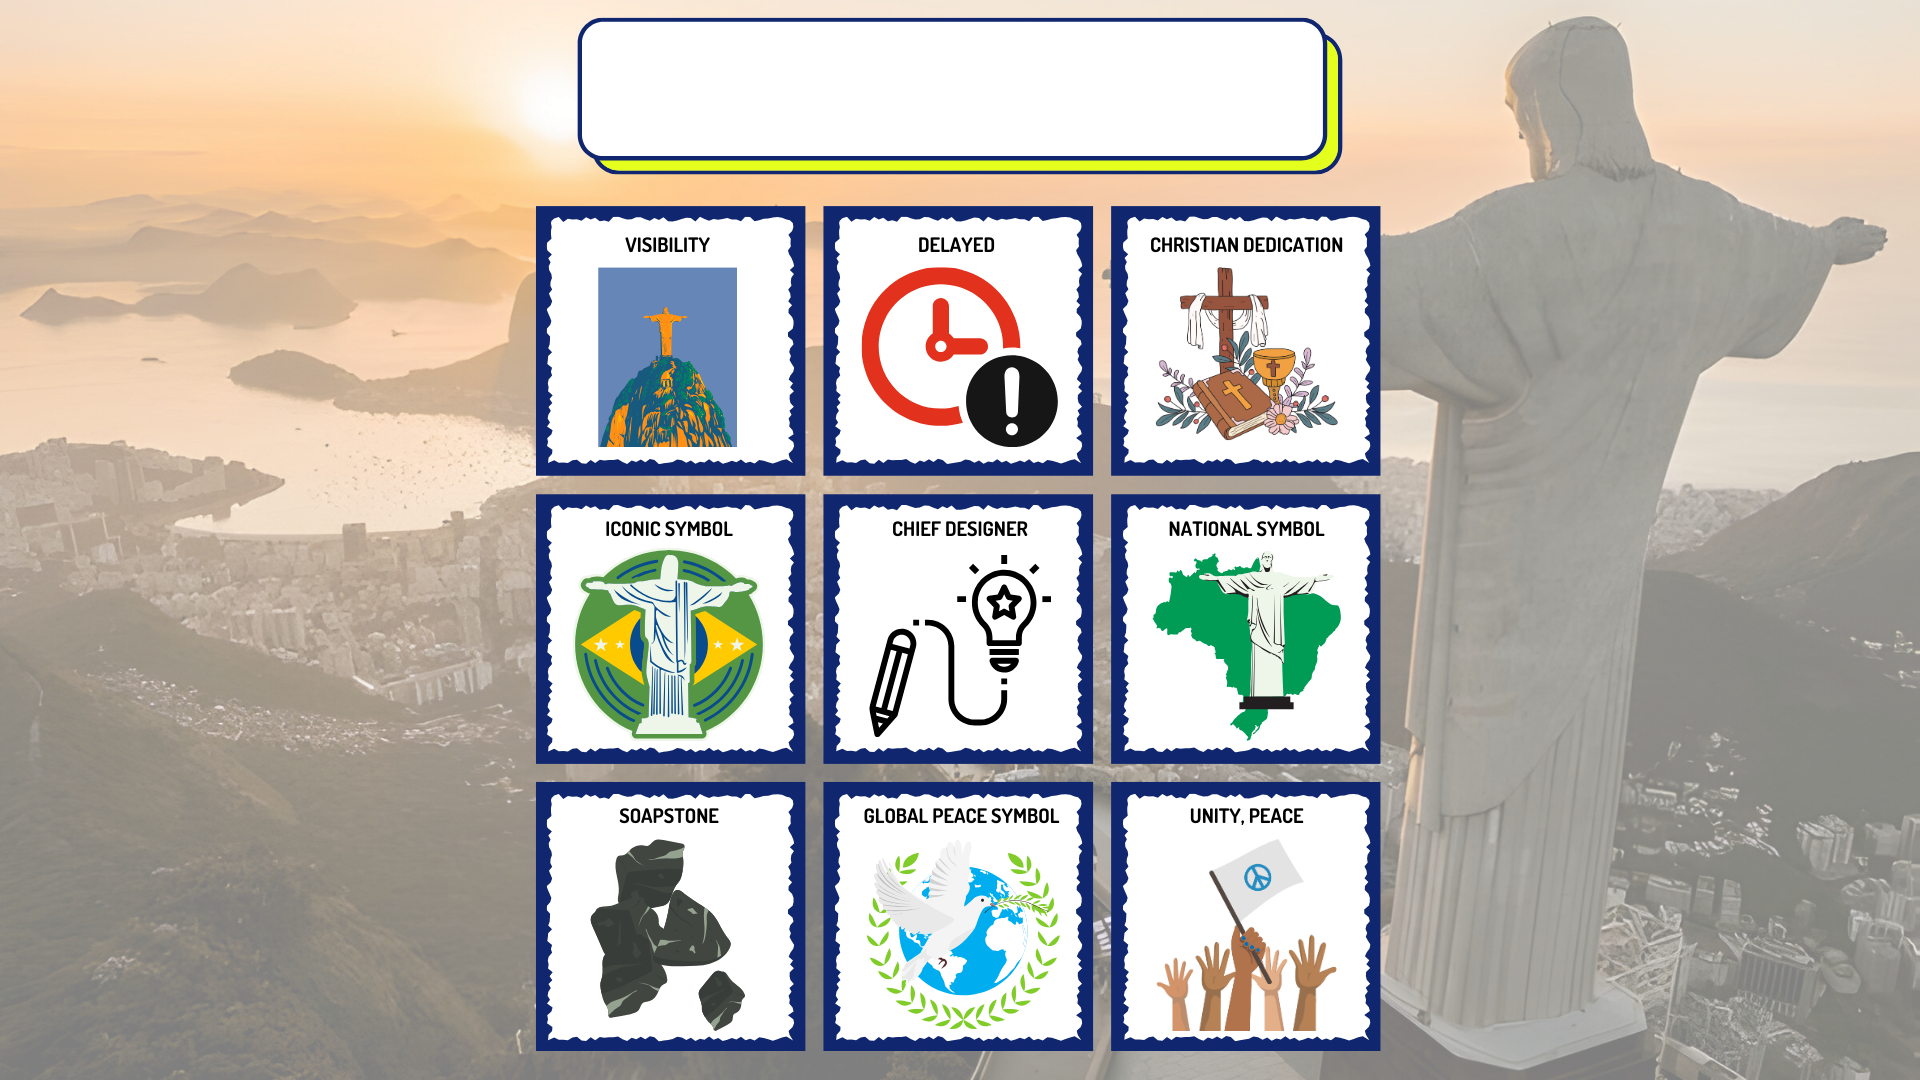 VISIBILITY
DELAYED
CHRISTIAN DEDICATION
ICONIC SYMBOL
CHIEF DESIGNER
NATIONAL SYMBOL
SOAPSTONE
GLOBAL PEACE SYMBOL
UNITY, PEACE